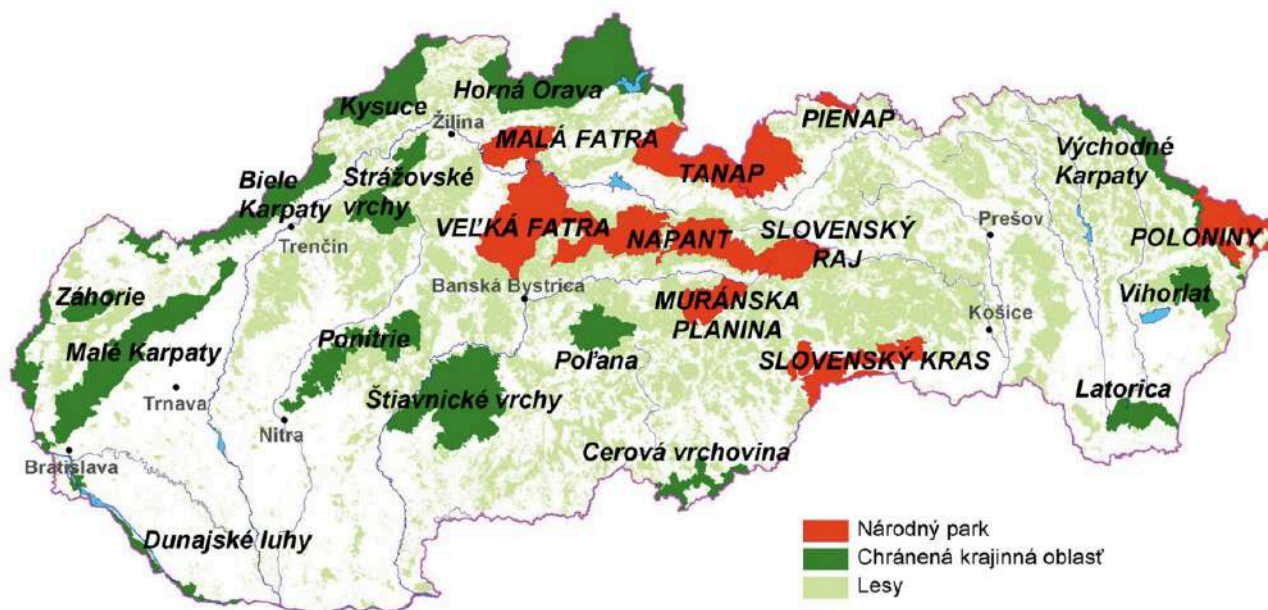 Horná Orava
Kysuce
Žilina
MALÁ FATRA
PIENAP
TANAP
Východné
Karpaty
Strážovské
vrchy
Biele
Karpaty
Trenčín
VEĽKÁ FATRA
NAPANT
SLOVENSKÝ
RAJ
Prešov
POLONINY
Banská Bystrica
Záhorie
MURÁNSKA
PLANINA
Vihorlat
Košice
Malé Karpaty
Ponitrie
Poľana
SLOVENSKÝ KRAS
Trnava
Štiavnické vrchy
Latorica
Nitra
Bratislava
Cerová vrchovina
Dunajské luhy
Národný park
Chránená krajinná oblasť
Lesy